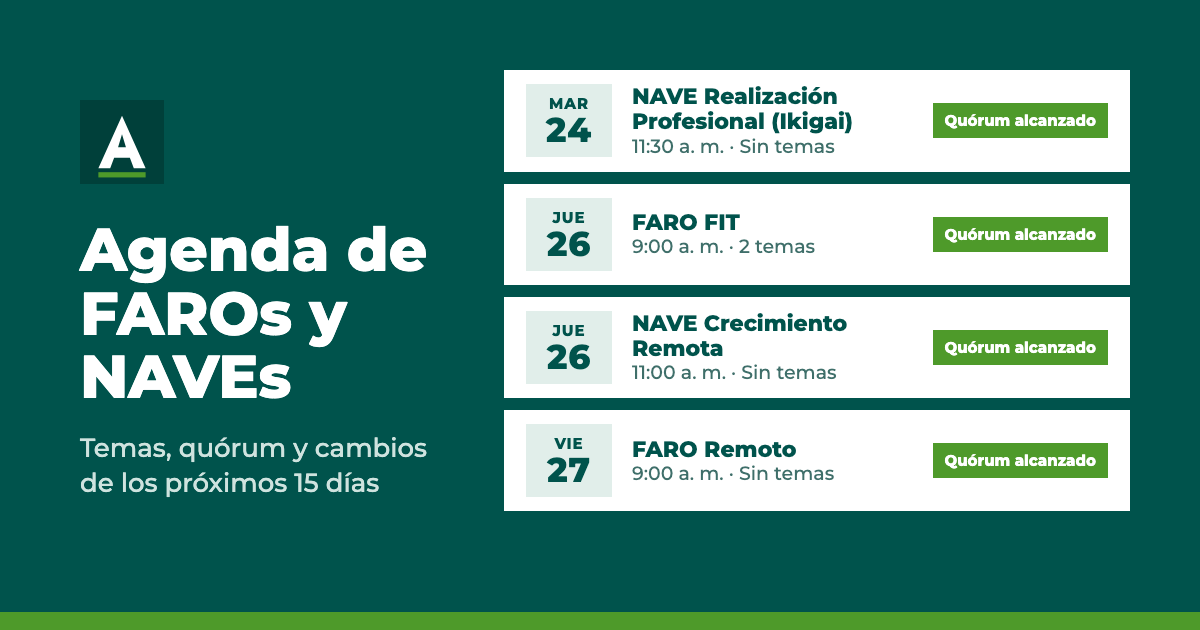 A
Agenda de
FAROs y
NAVEs
Temas, quórum y cambios
de los próximos 15 días
MAR
24
NAVE Realización
Profesional (Ikigai)
11:30 a. m. · Sin temas
Quórum alcanzado
JUE
26
FARO FIT
9:00 a. m. · 2 temas
Quórum alcanzado
JUE
26
NAVE Crecimiento
Remota
11:00 a. m. · Sin temas
Quórum alcanzado
VIE
27
FARO Remoto
9:00 a. m. · Sin temas
Quórum alcanzado